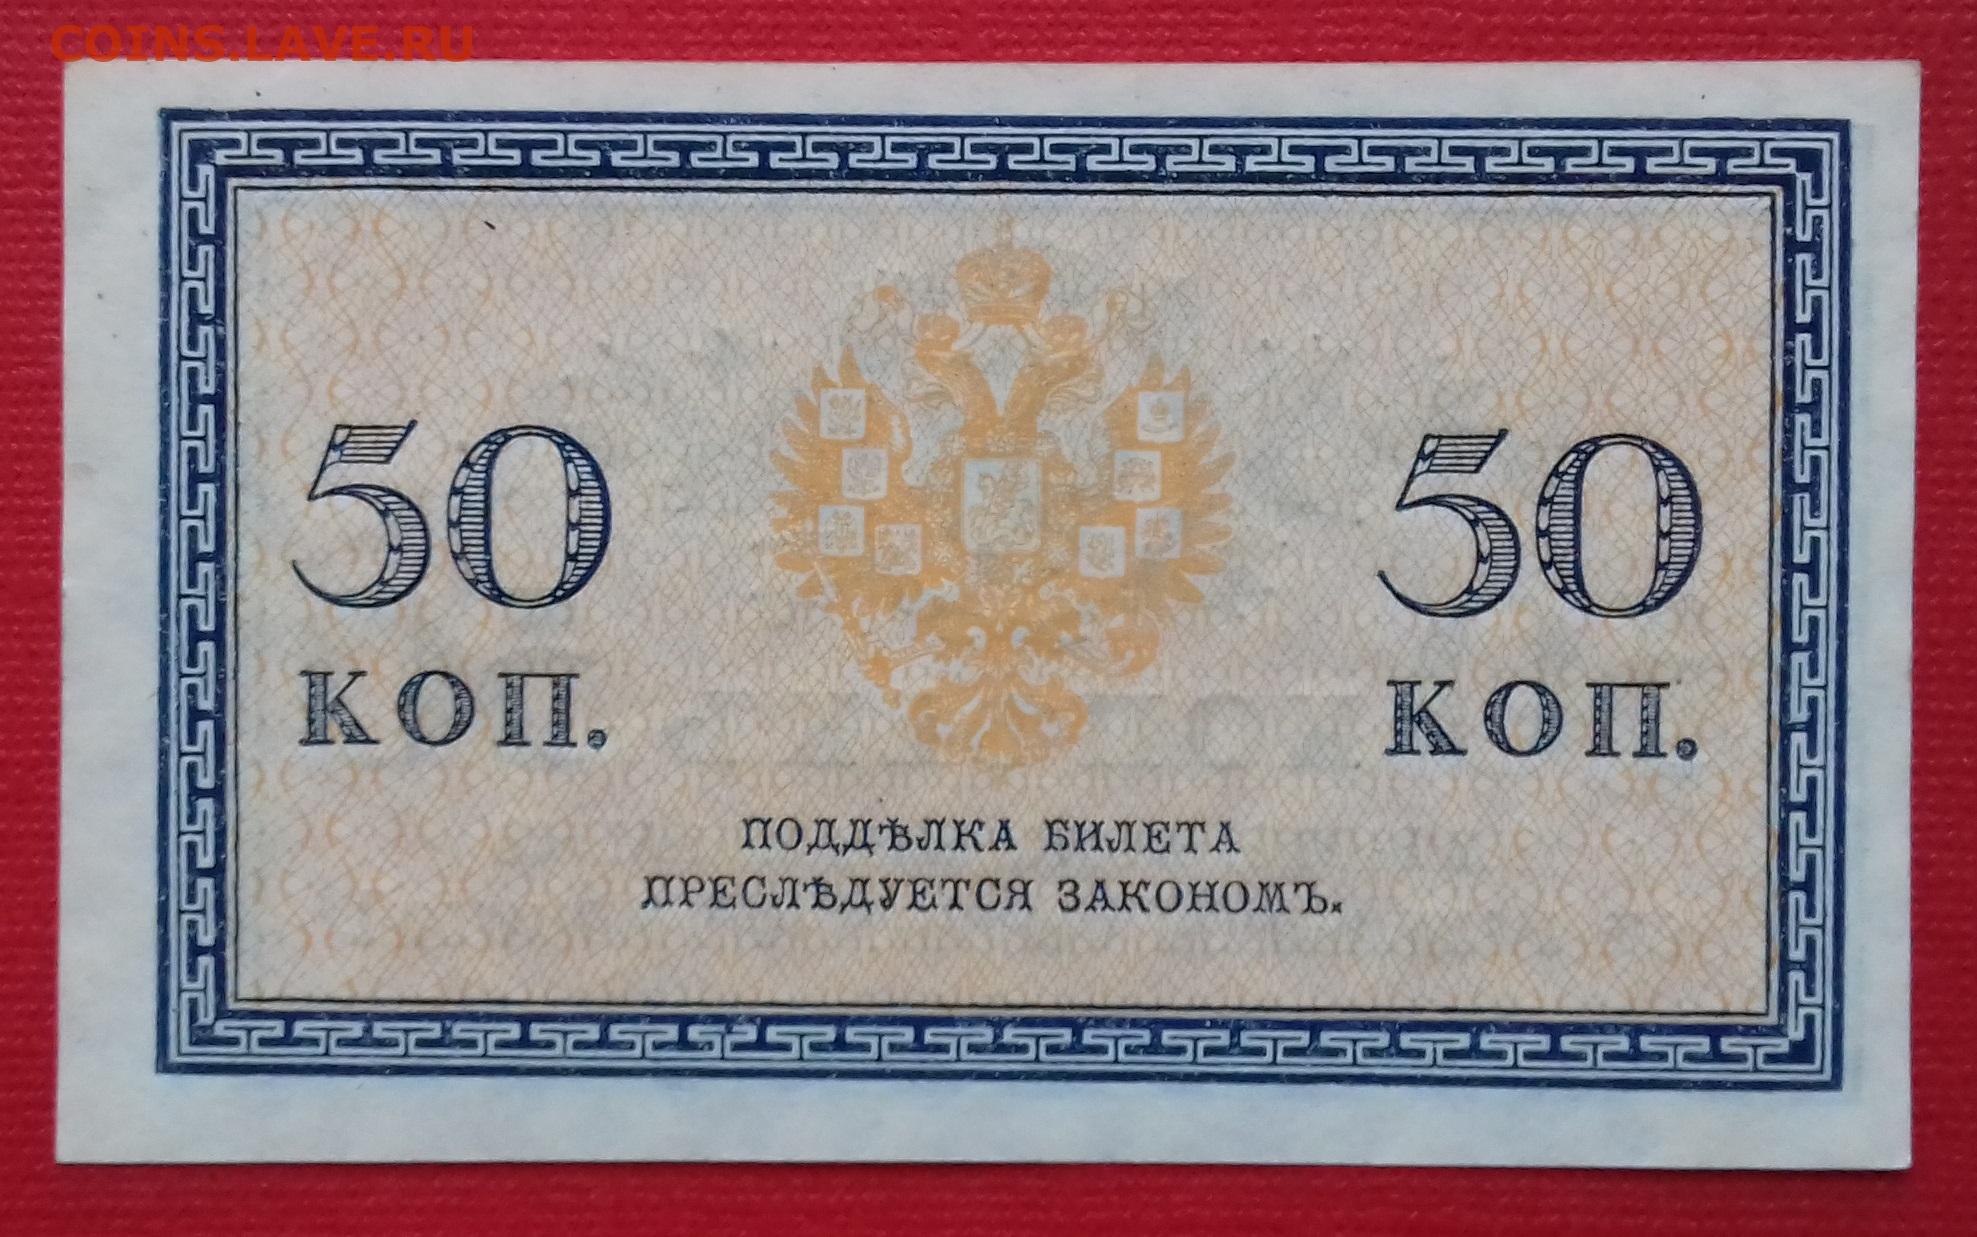 COINS.LAVE.RU
50 50
КОП. КОП.
ПОДДѢЛКА БИЛЕТА
ПРЕСЛѢДУЕТСЯ ЗАКОНОМЪ.